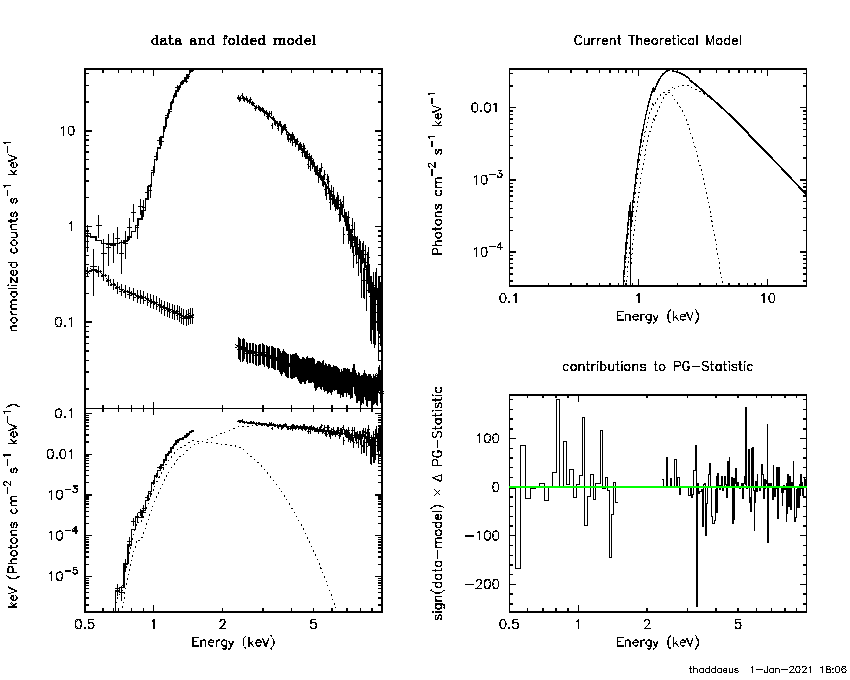 data and folded model
normalized counts s⁻¹ keV⁻¹
10
1
0.1
keV (Photons cm⁻² s⁻¹ keV⁻¹)
0.1
0.01
10⁻³
10⁻⁴
10⁻⁵
0.5 1 2 5
Energy (keV)
Current Theoretical Model
Photons cm⁻² s⁻¹ keV⁻¹
0.01
10⁻³
10⁻⁴
0.1 1 10
Energy (keV)
contributions to PG-Statistic
sign(data-model) × Δ PG-Statistic
100
0
-100
-200
0.5 1 2 5
Energy (keV)
thaddaeus 1-Jan-2021 18:06